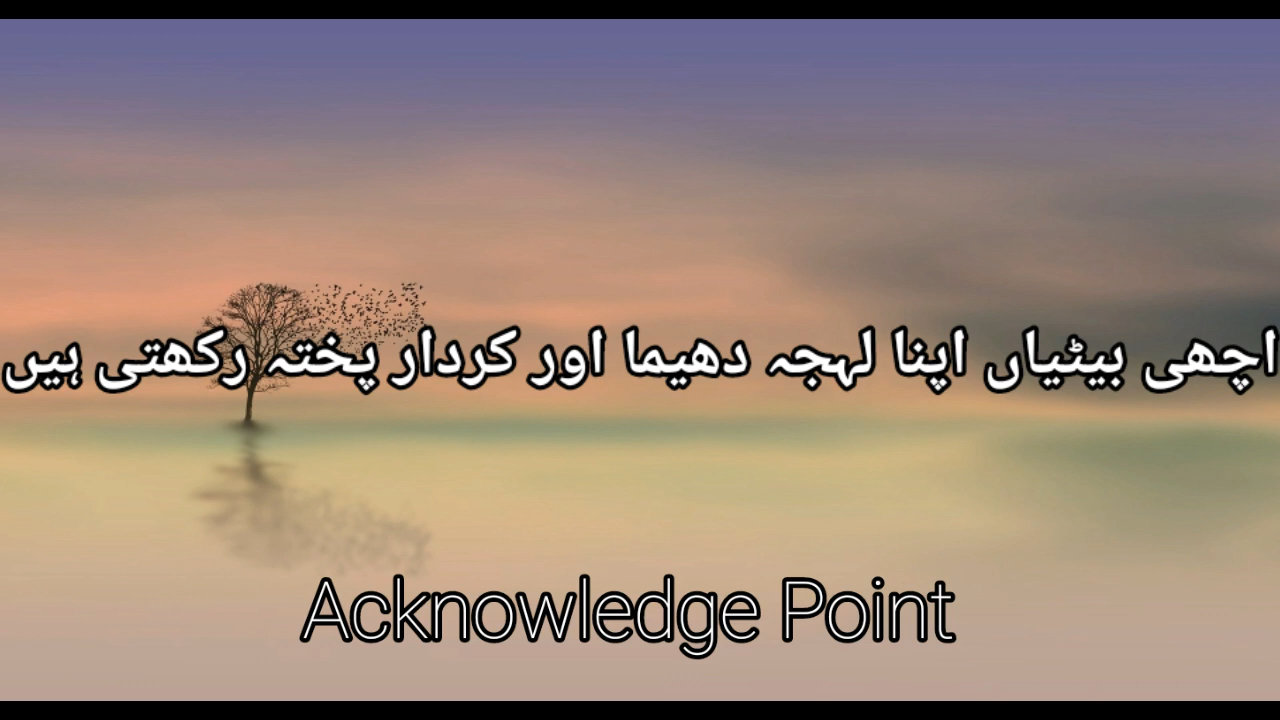 اچھی بیٹیاں اپنا لہجہ دھیما اور کردار پختہ رکھتی ہیں
Acknowledge Point